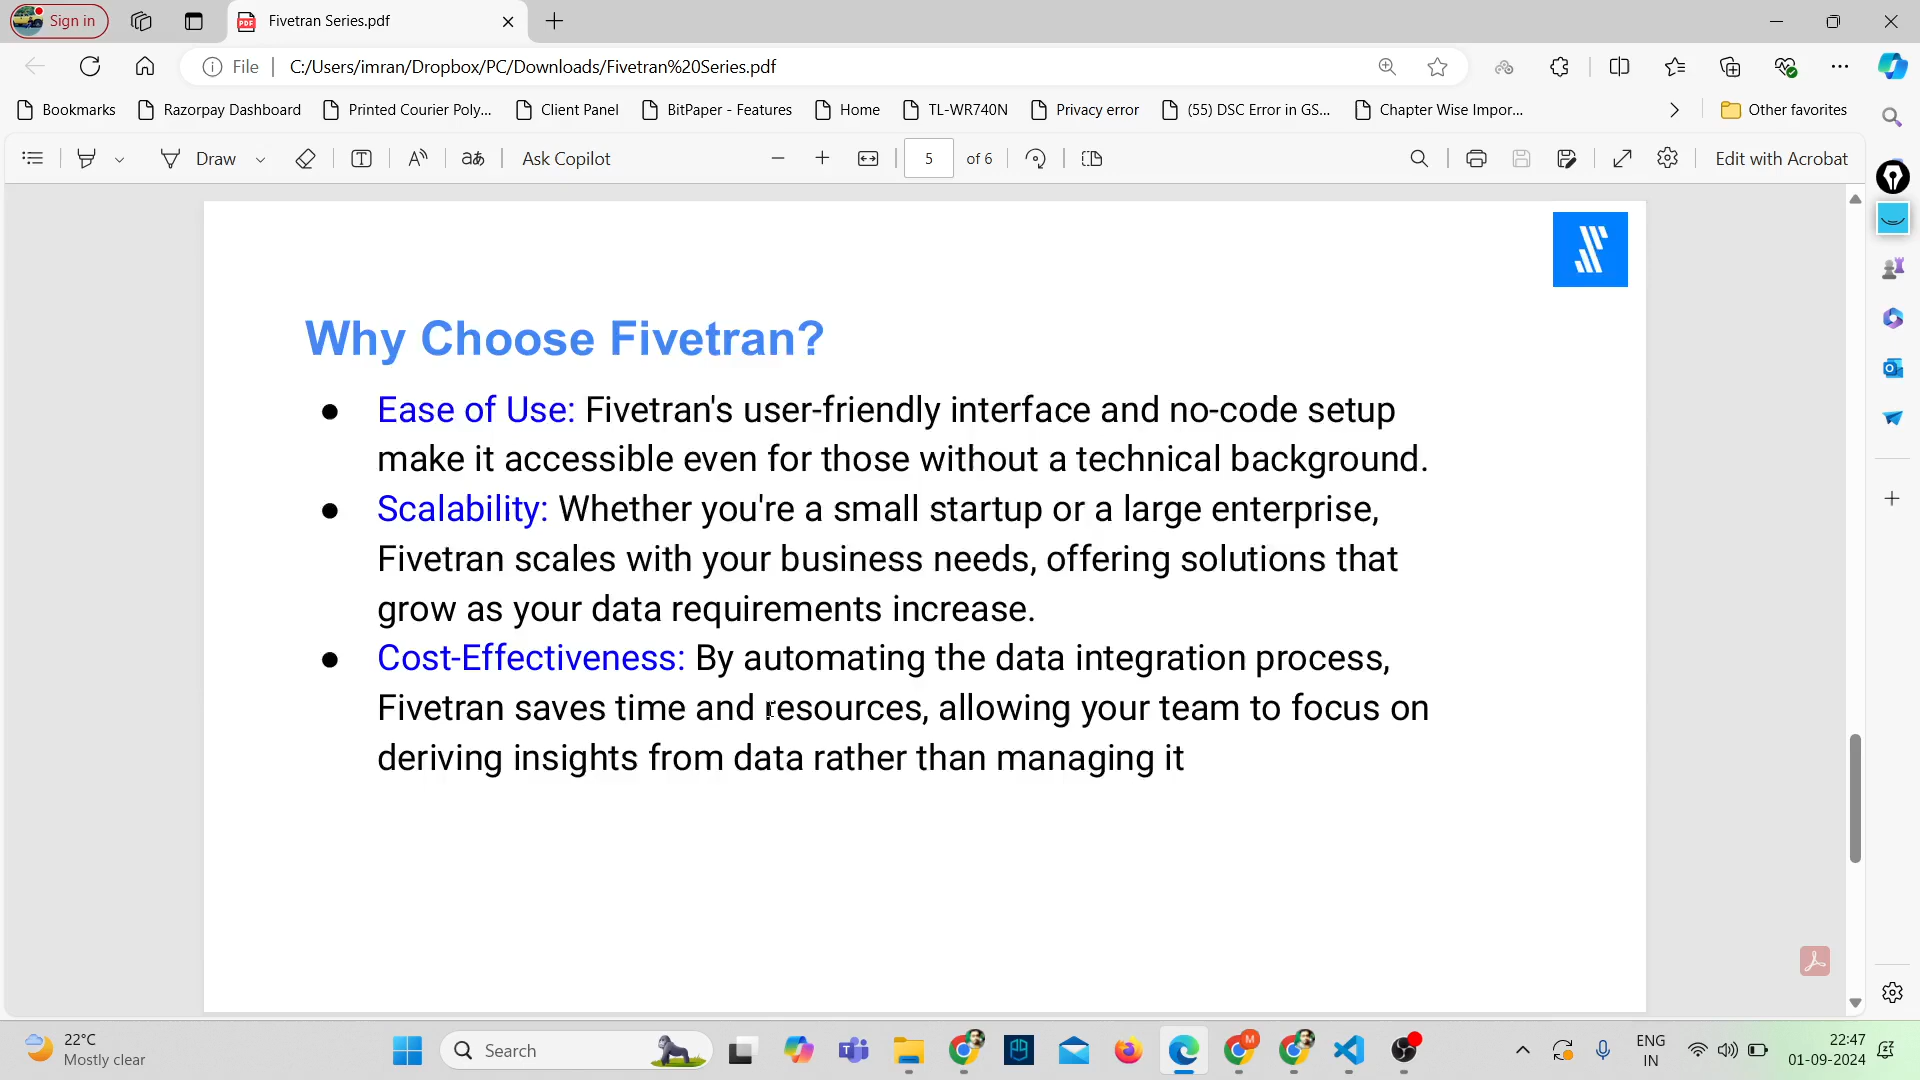 Sign in
Fivetran Series.pdf
File
C:/Users/imran/Dropbox/PC/Downloads/Fivetran%20Series.pdf
Bookmarks Razorpay Dashboard Printed Courier Poly... Client Panel BitPaper - Features Home TL-WR740N Privacy error (55) DSC Error in GS... Chapter Wise Impor... Other favorites
Draw Ask Copilot 5 of 6 Edit with Acrobat
Why Choose Fivetran?
● Ease of Use: Fivetran's user-friendly interface and no-code setup
make it accessible even for those without a technical background.
● Scalability: Whether you're a small startup or a large enterprise,
Fivetran scales with your business needs, offering solutions that
grow as your data requirements increase.
● Cost-Effectiveness: By automating the data integration process,
Fivetran saves time and resources, allowing your team to focus on
deriving insights from data rather than managing it
22°C
Mostly clear
Search
ENG
IN
22:47
01-09-2024